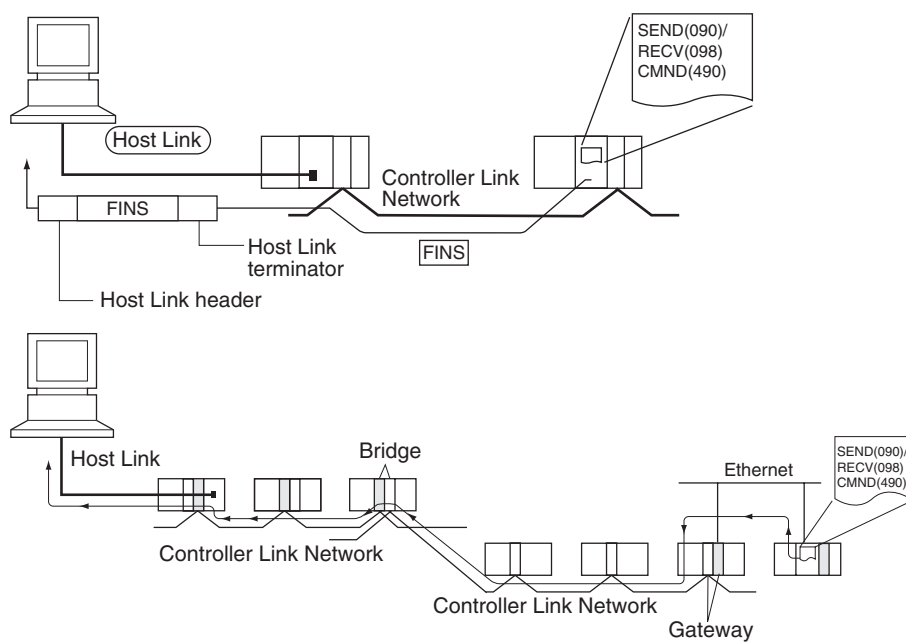 SEND(090)/
RECV(098)
CMND(490)
Host Link
Controller Link
Network
FINS
Host Link
terminator
FINS
Host Link header
Host Link
Bridge
Ethernet
SEND(090)/
RECV(098)
CMND(490)
Controller Link Network
Controller Link Network
Gateway